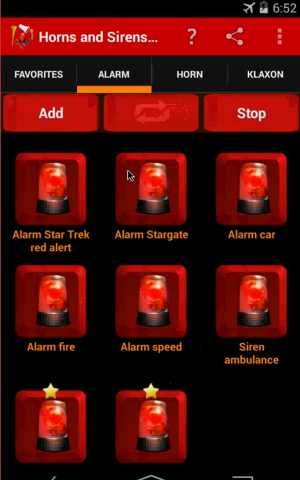 6:52
Horns and Sirens...
?
FAVORITES
ALARM
HORN
KLAXON
Add
Stop
Alarm Star Trek
red alert
Alarm Stargate
Alarm car
Alarm fire
Alarm speed
Siren
ambulance